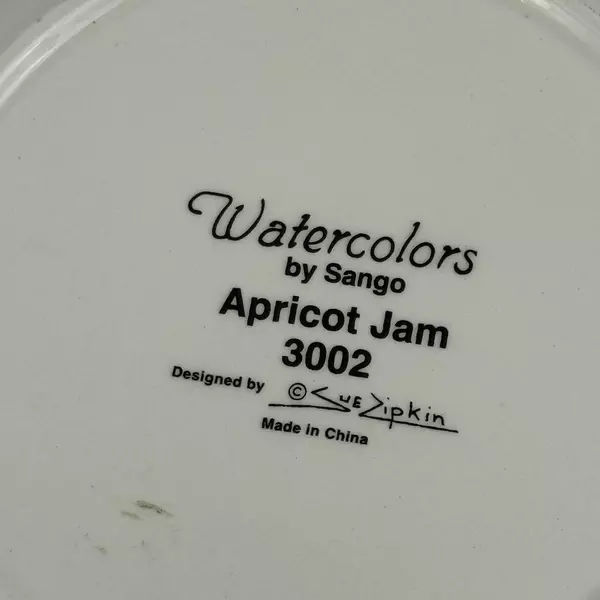 Watercolors
by Sango
Apricot Jam
3002
Designed by © Sue Zipkin
Made in China